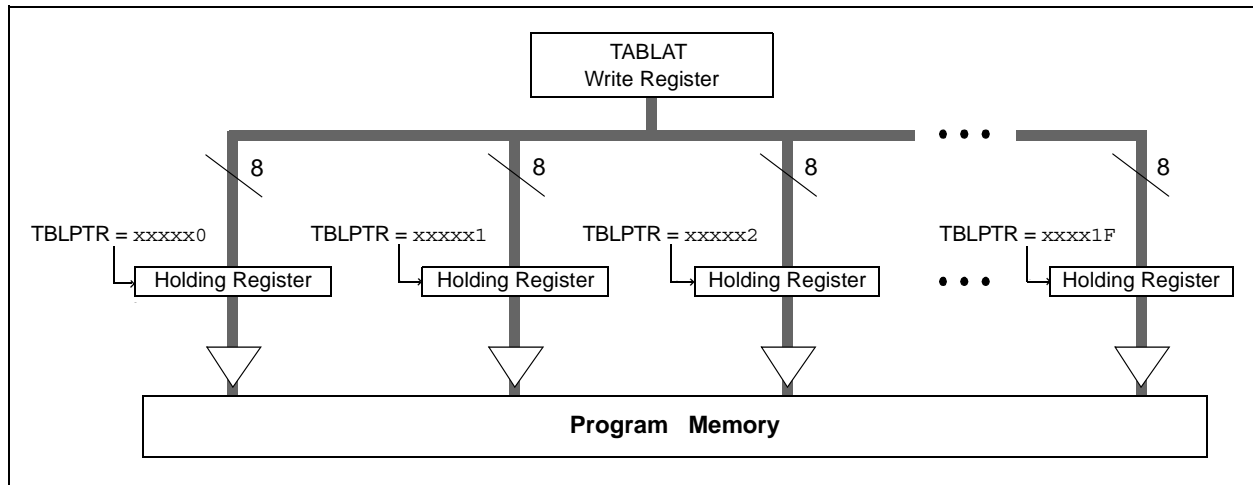 TABLAT
Write Register
8
8
8
8
TBLPTR = xxxxx0
TBLPTR = xxxxx1
TBLPTR = xxxxx2
TBLPTR = xxxx1F
Holding Register
Holding Register
Holding Register
Holding Register
Program Memory